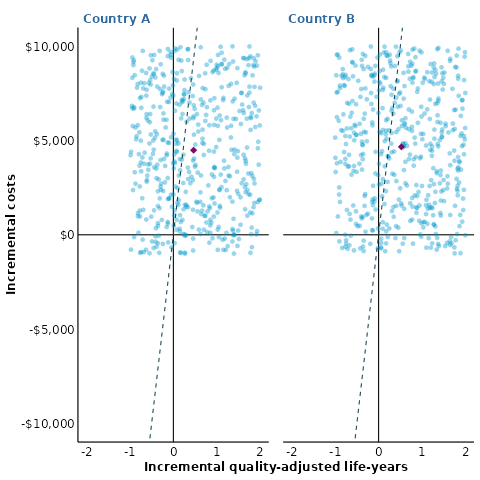 Country A
Country B
Incremental costs
$10,000
$5,000
$0
-$5,000
-$10,000
-2 -1 0 1 2
-2 -1 0 1 2
Incremental quality-adjusted life-years